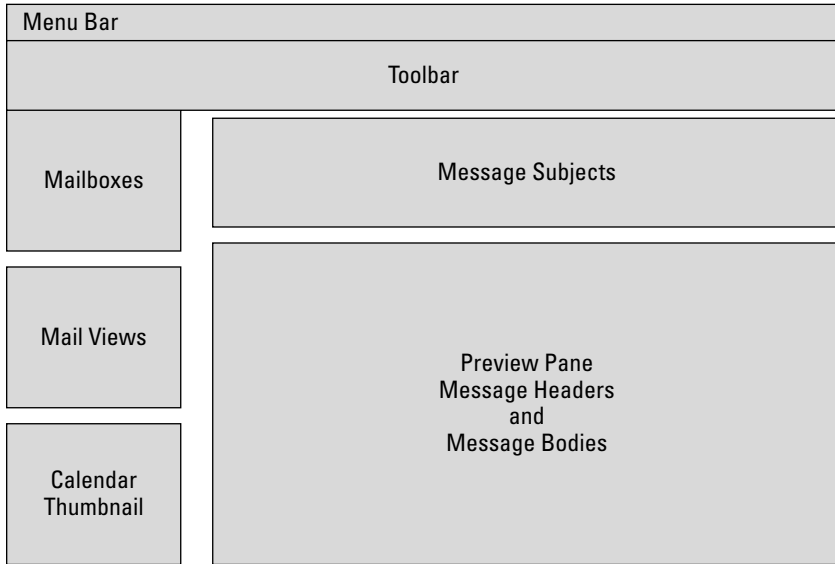 Menu Bar
Toolbar
Mailboxes
Message Subjects
Mail Views
Preview Pane
Message Headers
and
Message Bodies
Calendar
Thumbnail